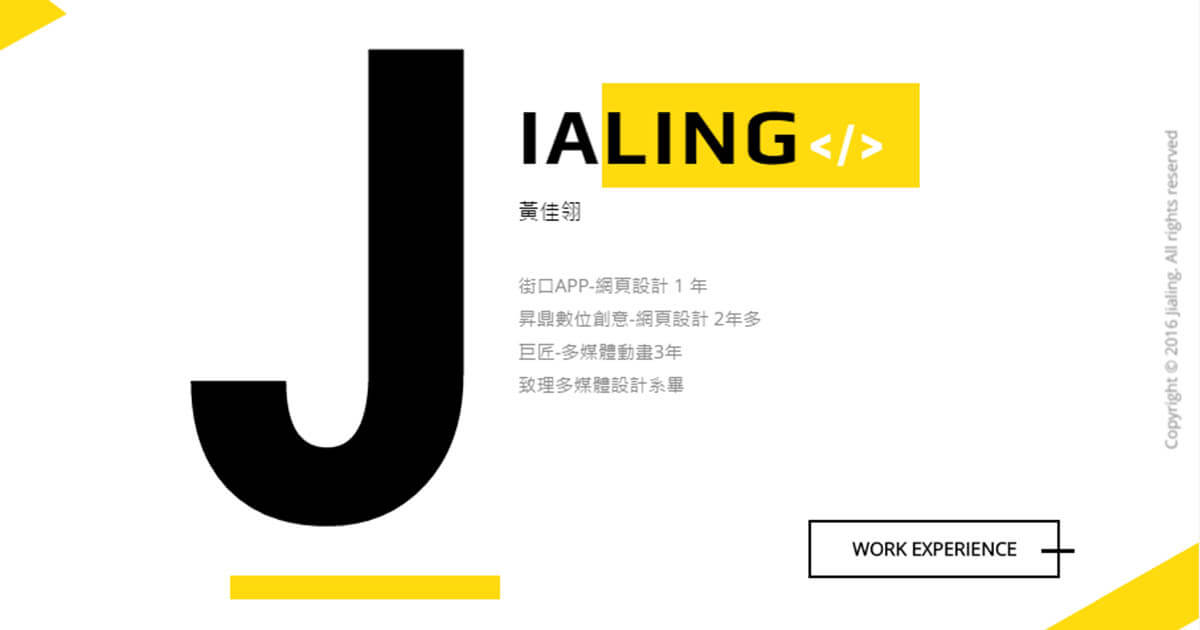 J
IALING</>
黃佳翎
街口APP-網頁設計 1 年
昇鼎數位創意-網頁設計 2年多
巨匠-多媒體動畫3年
致理多媒體設計系畢
WORK EXPERIENCE
Copyright © 2016 Jialing. All rights reserved